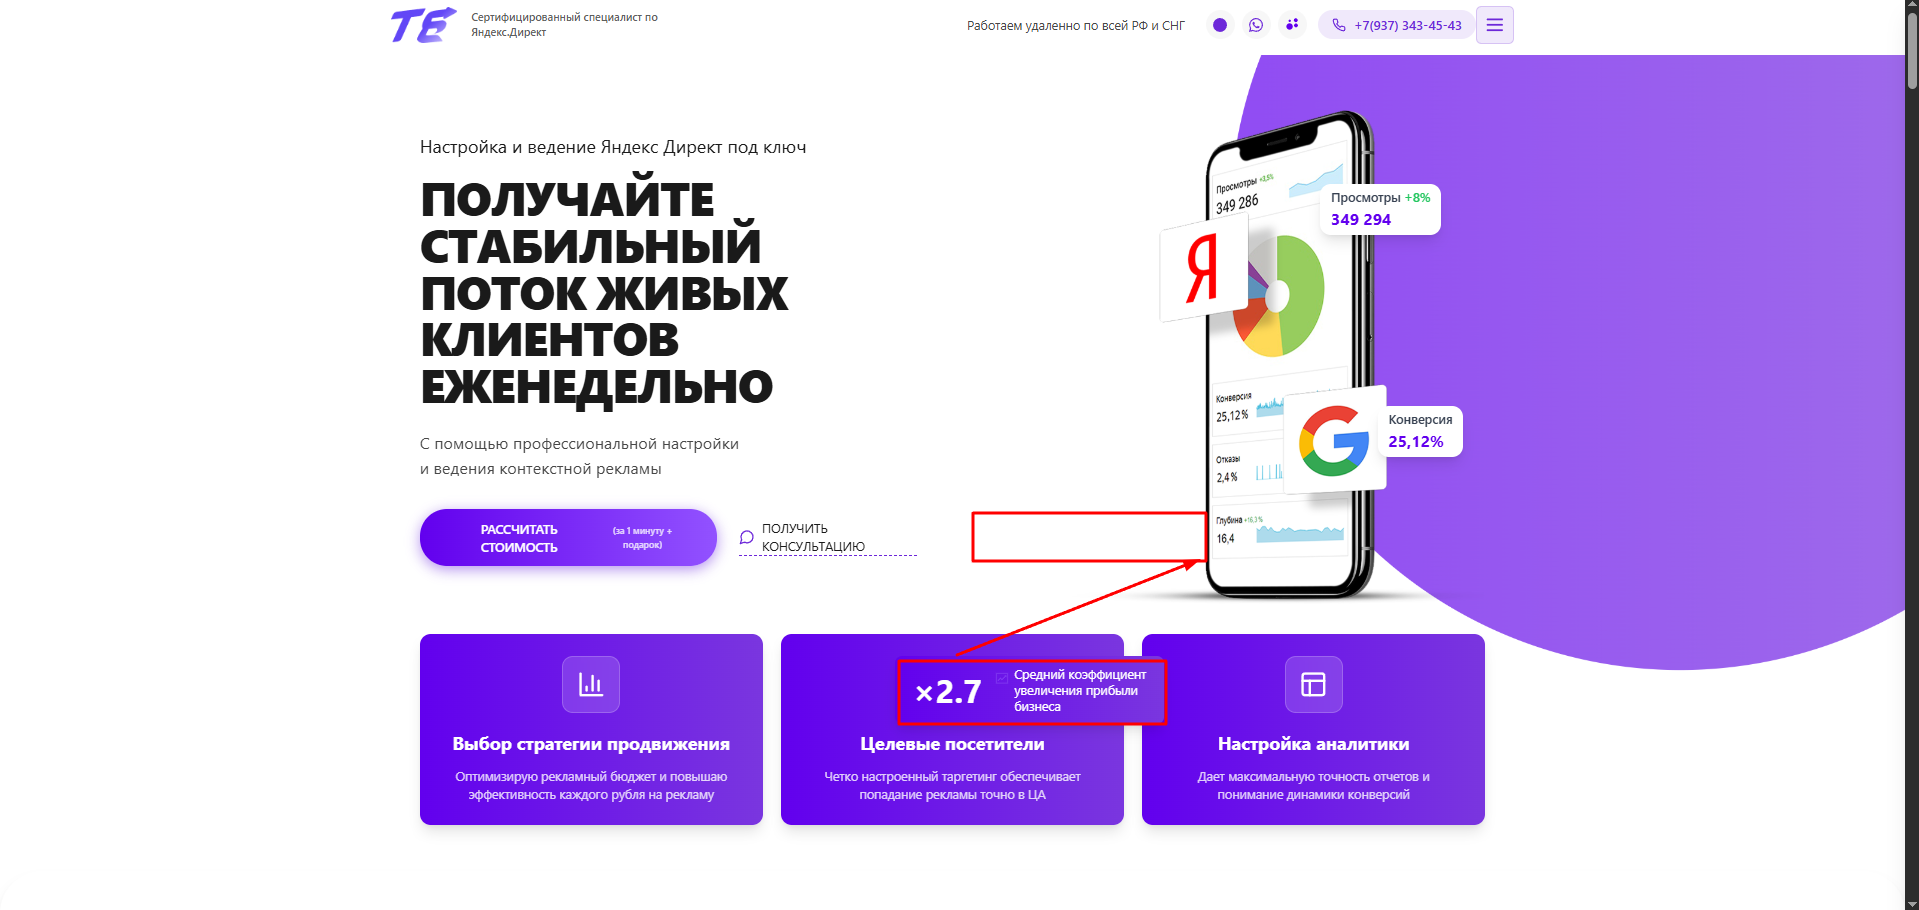 ТЕ
Сертифицированный специалист по
Яндекс.Директ
Работаем удаленно по всей РФ и СНГ
+7(937) 343-45-43
Настройка и ведение Яндекс Директ под ключ
ПОЛУЧАЙТЕ
СТАБИЛЬНЫЙ
ПОТОК ЖИВЫХ
КЛИЕНТОВ
ЕЖЕНЕДЕЛЬНО
С помощью профессиональной настройки
и ведения контекстной рекламы
РАССЧИТАТЬ
СТОИМОСТЬ
(за 1 минуту +
подарок)
ПОЛУЧИТЬ
КОНСУЛЬТАЦИЮ
Просмотры +3,5%
349 286
Просмотры +8%
349 294
Я
Конверсия
25,12%
G
Конверсия
25,12%
Отказы
2,4%
Глубина +16,3%
16,4
×2.7
Средний коэффициент
увеличения прибыли
бизнеса
Выбор стратегии продвижения
Оптимизирую рекламный бюджет и повышаю
эффективность каждого рубля на рекламу
Целевые посетители
Четко настроенный таргетинг обеспечивает
попадание рекламы точно в ЦА
Настройка аналитики
Дает максимальную точность отчетов и
понимание динамики конверсий